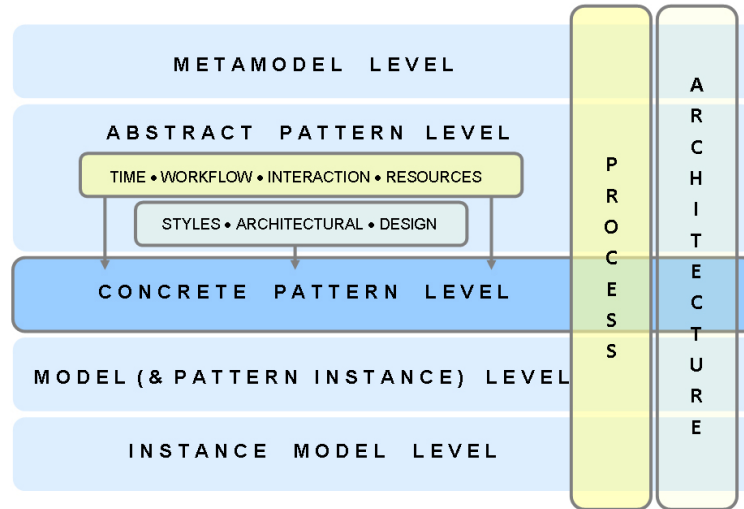 METAMODEL LEVEL
ABSTRACT PATTERN LEVEL
TIME • WORKFLOW • INTERACTION • RESOURCES
STYLES • ARCHITECTURAL • DESIGN
CONCRETE PATTERN LEVEL
MODEL (& PATTERN INSTANCE) LEVEL
INSTANCE MODEL LEVEL
PROCESS
ARCHITECTURE